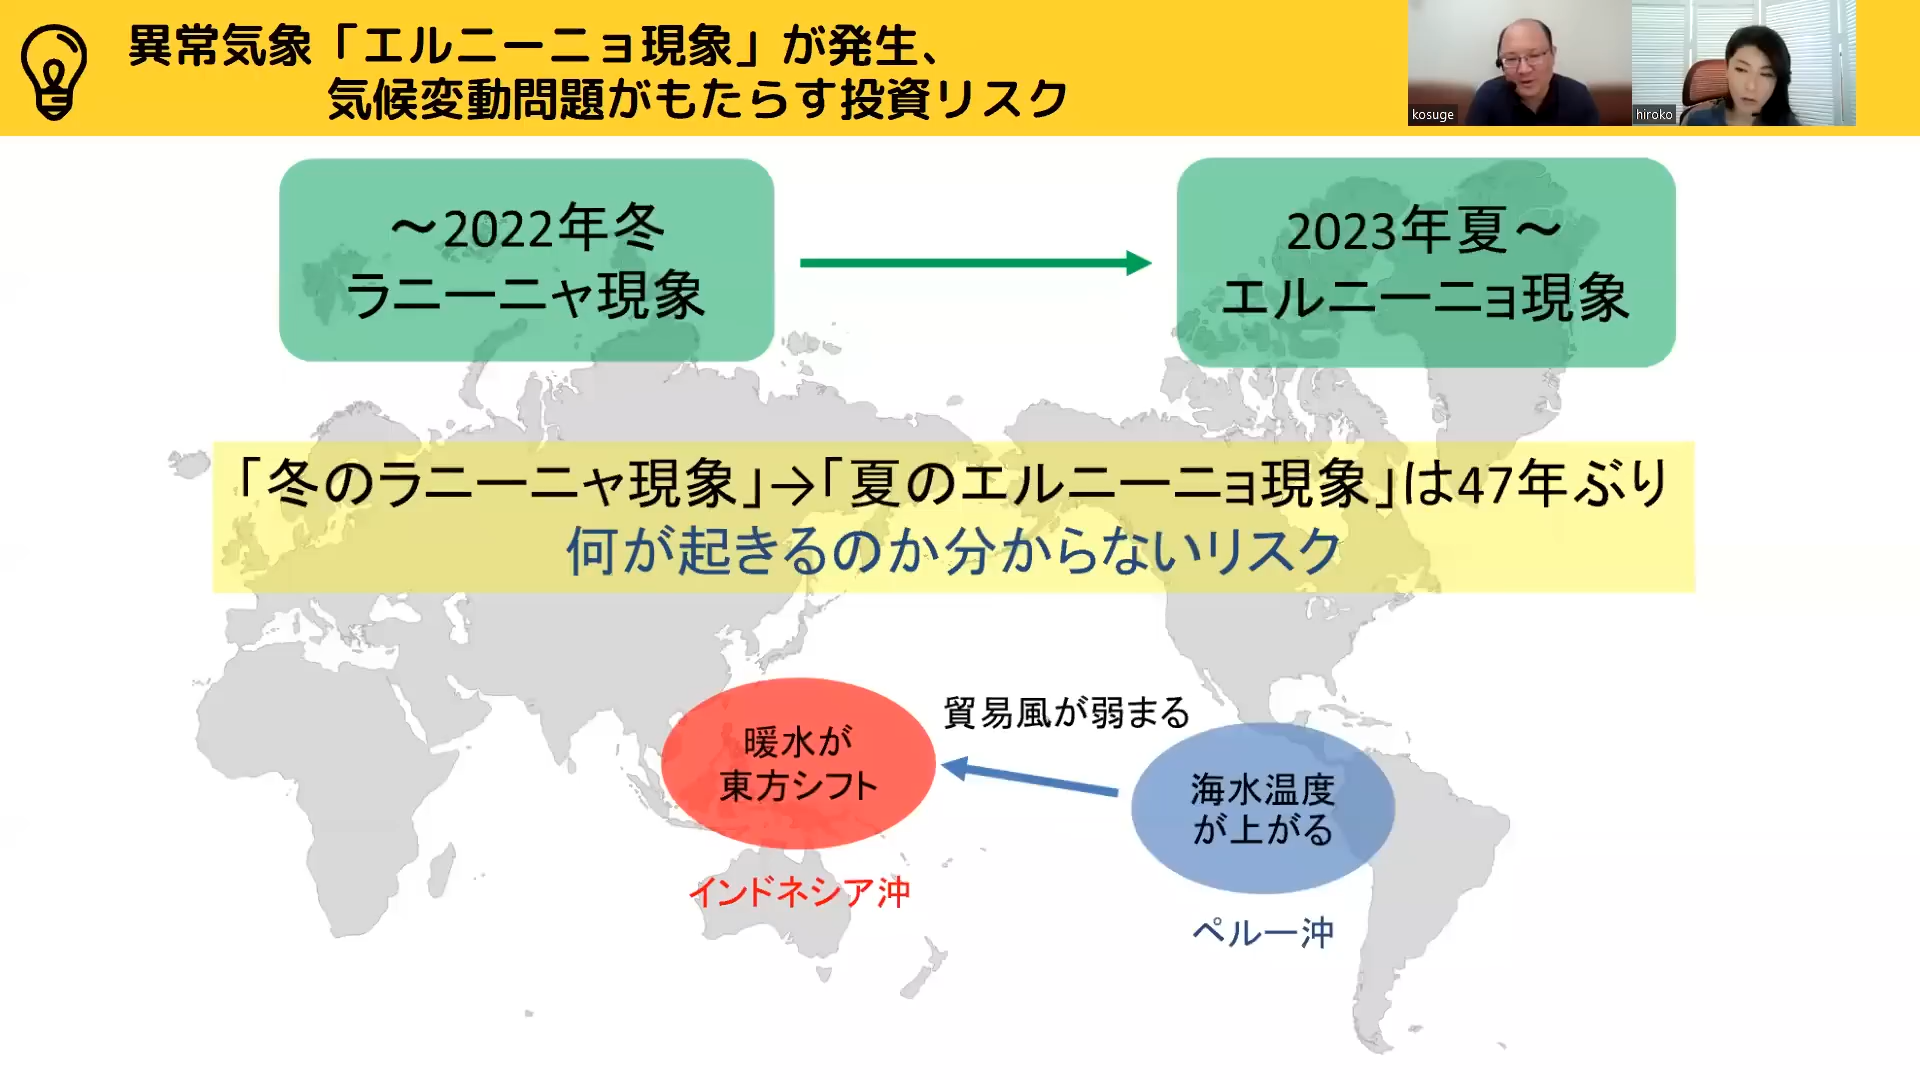 異常気象「エルニーニョ現象」が発生、
気候変動問題がもたらす投資リスク
kosuge
hiroko
～2022年冬
ラニーニャ現象
2023年夏～
エルニーニョ現象
「冬のラニーニャ現象」→「夏のエルニーニョ現象」は47年ぶり
何が起きるのか分からないリスク
貿易風が弱まる
暖水が
東方シフト
海水温度
が上がる
インドネシア沖
ペルー沖